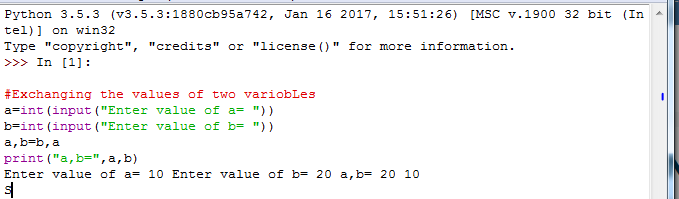 Python 3.5.3 (v3.5.3:1880cb95a742, Jan 16 2017, 15:51:26) [MSC v.1900 32 bit (In
tel)] on win32
Type "copyright", "credits" or "license()" for more information.
>>> In [1]:
#Exchanging the values of two variobLes
a=int(input("Enter value of a= "))
b=int(input("Enter value of b= "))
a,b=b,a
print("a,b=",a,b)
Enter value of a= 10 Enter value of b= 20 a,b= 20 10
S